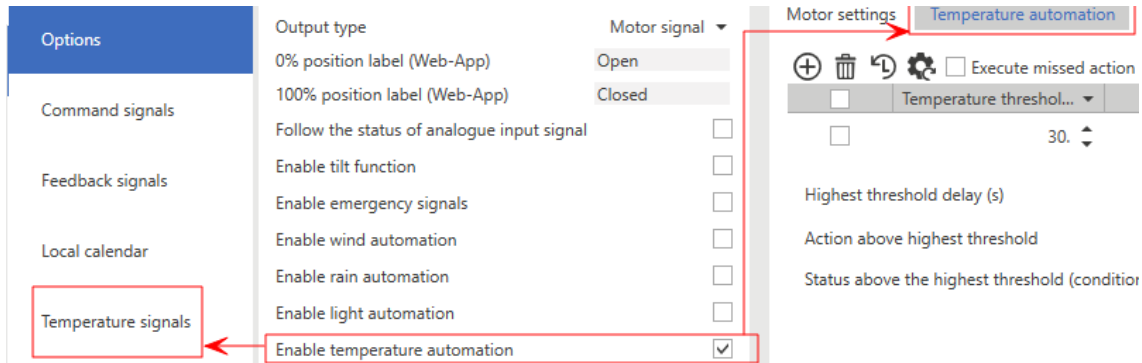 Options
Command signals
Feedback signals
Local calendar
Temperature signals
Output type Motor signal
0% position label (Web-App) Open
100% position label (Web-App) Closed
Follow the status of analogue input signal
Enable tilt function
Enable emergency signals
Enable wind automation
Enable rain automation
Enable light automation
Enable temperature automation
Motor settings Temperature automation
Execute missed action
Temperature threshol...
30.
Highest threshold delay (s)
Action above highest threshold
Status above the highest threshold (condition